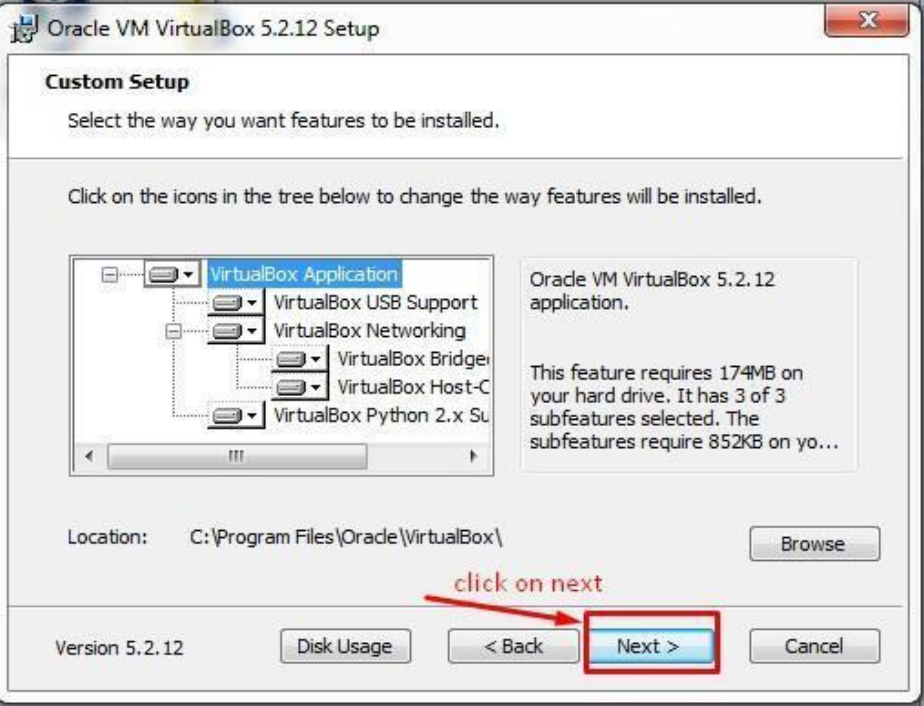 Oracle VM VirtualBox 5.2.12 Setup
Custom Setup
Select the way you want features to be installed.
Click on the icons in the tree below to change the way features will be installed.
VirtualBox Application
VirtualBox USB Support
VirtualBox Networking
VirtualBox Bridge
VirtualBox Host-C
VirtualBox Python 2.x Su
Oracle VM VirtualBox 5.2.12
application.
This feature requires 174MB on
your hard drive. It has 3 of 3
subfeatures selected. The
subfeatures require 852KB on yo...
Location: C:\Program Files\Oracle\VirtualBox\
Browse
click on next
Version 5.2.12
Disk Usage
< Back
Next >
Cancel